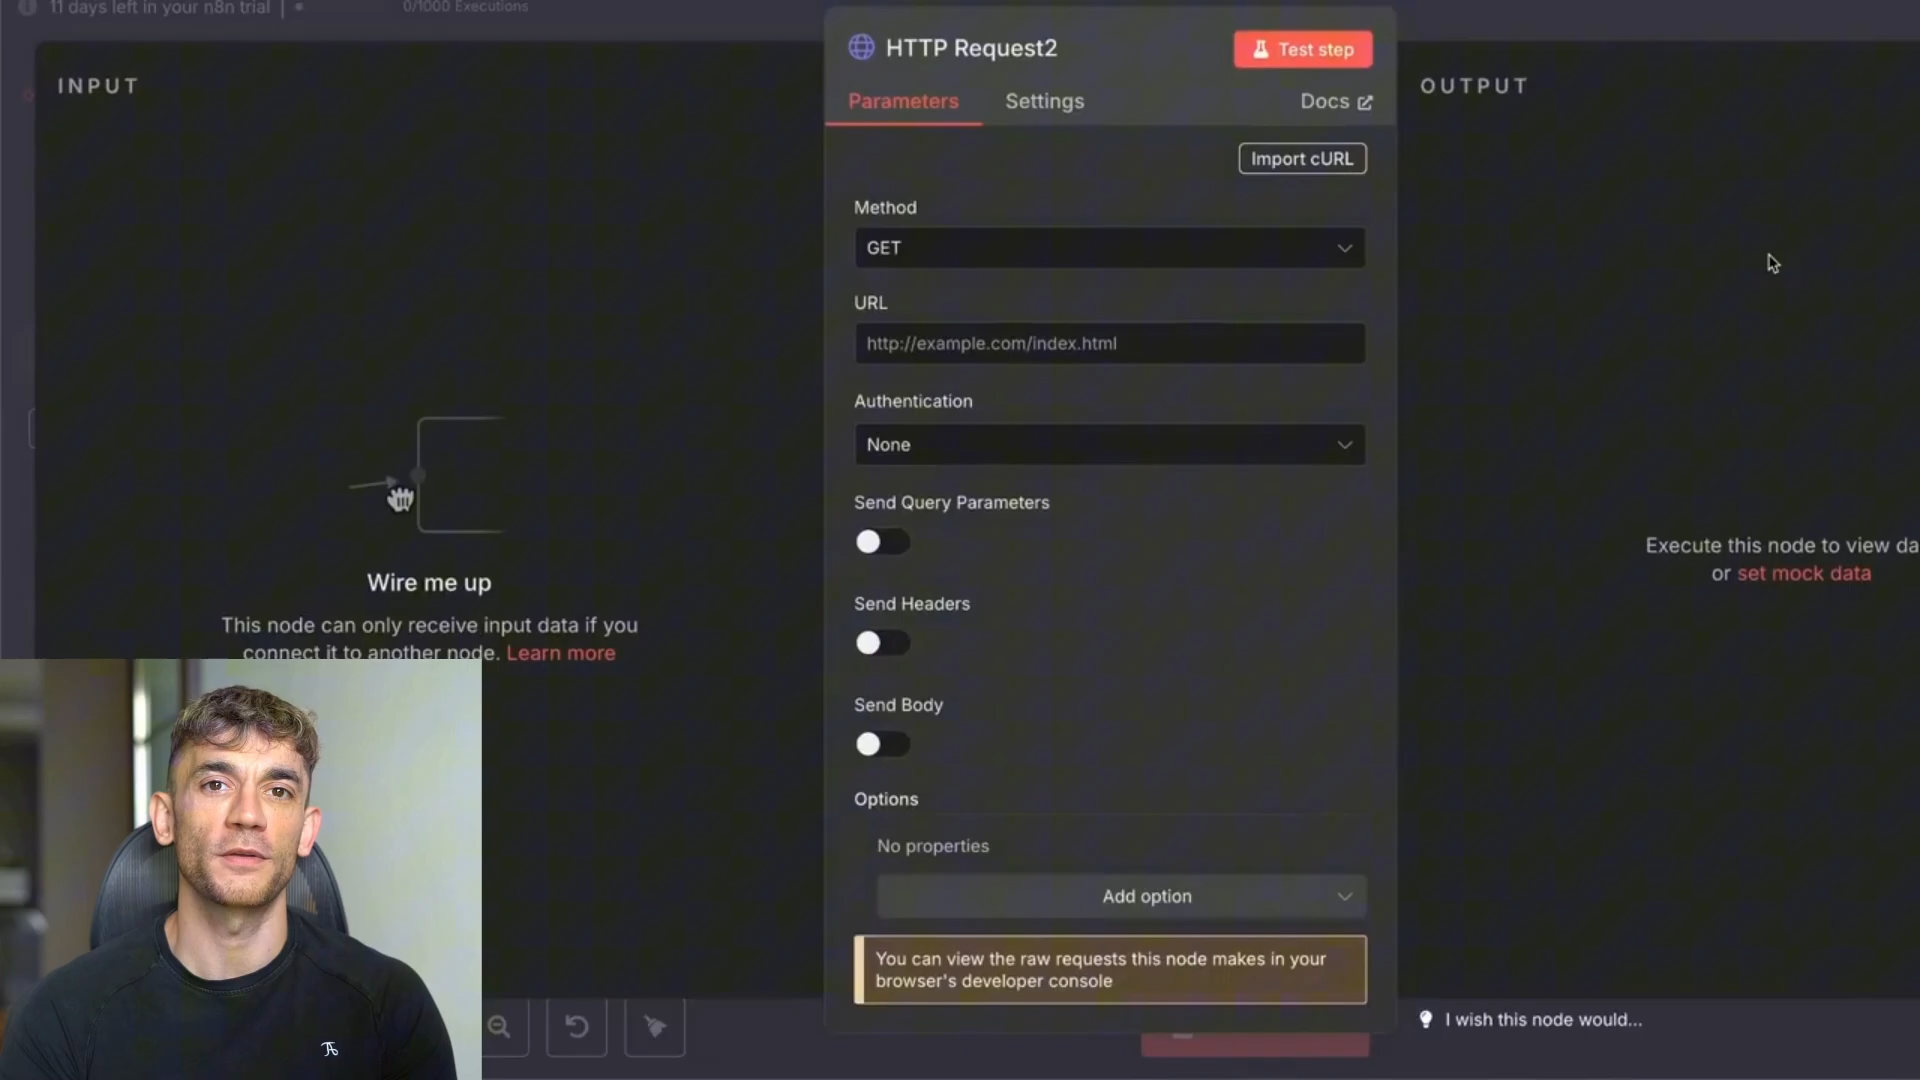 11 days left in your n8n trial
0/1000 Executions
INPUT
HTTP Request2
Test step
OUTPUT
Parameters
Settings
Docs
Import cURL
Method
GET
URL
http://example.com/index.html
Authentication
None
Send Query Parameters
Send Headers
Send Body
Options
No properties
Add option
You can view the raw requests this node makes in your
browser's developer console
Wire me up
This node can only receive input data if you
connect it to another node. Learn more
Execute this node to view da
or set mock data
I wish this node would...